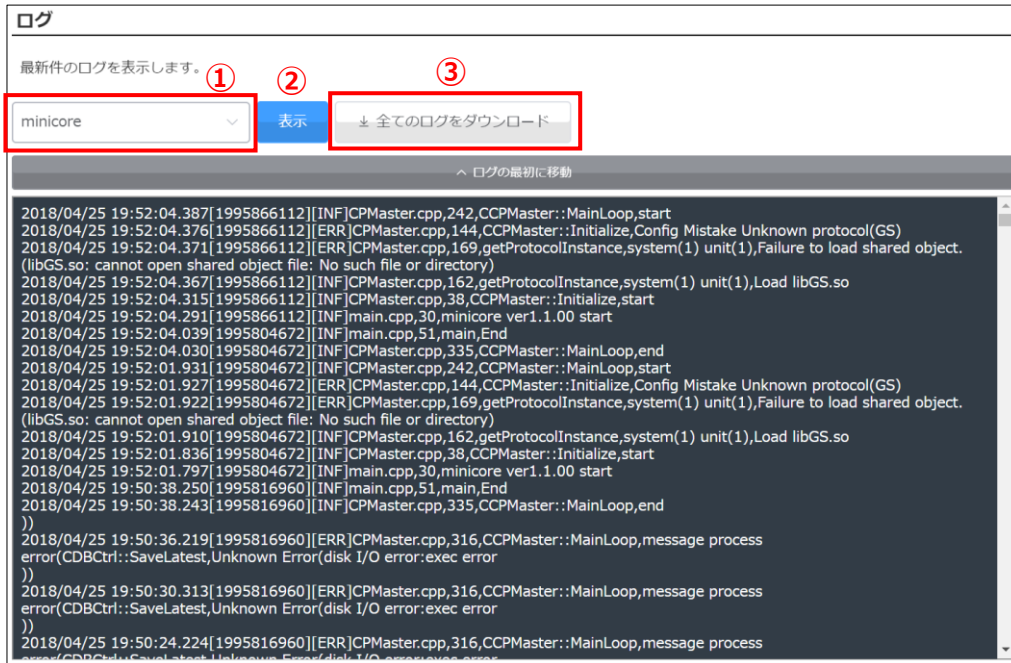 ログ
最新件のログを表示します。
① ② ③
minicore 表示 全てのログをダウンロード
ログの最初に移動
2018/04/25 19:52:04.387[1995866112][INF]CPMaster.cpp,242,CCPMaster::MainLoop,start
2018/04/25 19:52:04.376[1995866112][ERR]CPMaster.cpp,144,CCPMaster::Initialize,Config Mistake Unknown protocol(GS)
2018/04/25 19:52:04.371[1995866112][ERR]CPMaster.cpp,169,getProtocolInstance,system(1) unit(1),Failure to load shared object.
(libGS.so: cannot open shared object file: No such file or directory)
2018/04/25 19:52:04.367[1995866112][INF]CPMaster.cpp,162,getProtocolInstance,system(1) unit(1),Load libGS.so
2018/04/25 19:52:04.315[1995866112][INF]CPMaster.cpp,38,CCPMaster::Initialize,start
2018/04/25 19:52:04.291[1995866112][INF]main.cpp,30,minicore ver1.1.00 start
2018/04/25 19:52:04.039[1995804672][INF]main.cpp,51,main,End
2018/04/25 19:52:04.030[1995804672][INF]CPMaster.cpp,335,CCPMaster::MainLoop,end
2018/04/25 19:52:01.931[1995804672][INF]CPMaster.cpp,242,CCPMaster::MainLoop,start
2018/04/25 19:52:01.927[1995804672][ERR]CPMaster.cpp,144,CCPMaster::Initialize,Config Mistake Unknown protocol(GS)
2018/04/25 19:52:01.922[1995804672][ERR]CPMaster.cpp,169,getProtocolInstance,system(1) unit(1),Failure to load shared object.
(libGS.so: cannot open shared object file: No such file or directory)
2018/04/25 19:52:01.910[1995804672][INF]CPMaster.cpp,162,getProtocolInstance,system(1) unit(1),Load libGS.so
2018/04/25 19:52:01.836[1995804672][INF]CPMaster.cpp,38,CCPMaster::Initialize,start
2018/04/25 19:52:01.797[1995804672][INF]main.cpp,30,minicore ver1.1.00 start
2018/04/25 19:50:38.250[1995816960][INF]main.cpp,51,main,End
2018/04/25 19:50:38.243[1995816960][INF]CPMaster.cpp,335,CCPMaster::MainLoop,end
))
2018/04/25 19:50:36.219[1995816960][ERR]CPMaster.cpp,316,CCPMaster::MainLoop,message process
error(CDBCtrl::SaveLatest,Unknown Error(disk I/O error:exec error
))
2018/04/25 19:50:30.313[1995816960][ERR]CPMaster.cpp,316,CCPMaster::MainLoop,message process
error(CDBCtrl::SaveLatest,Unknown Error(disk I/O error:exec error
))
2018/04/25 19:50:24.224[1995816960][ERR]CPMaster.cpp,316,CCPMaster::MainLoop,message process
error(CDBCtrl::SaveLatest,Unknown Error(disk I/O error:exec error